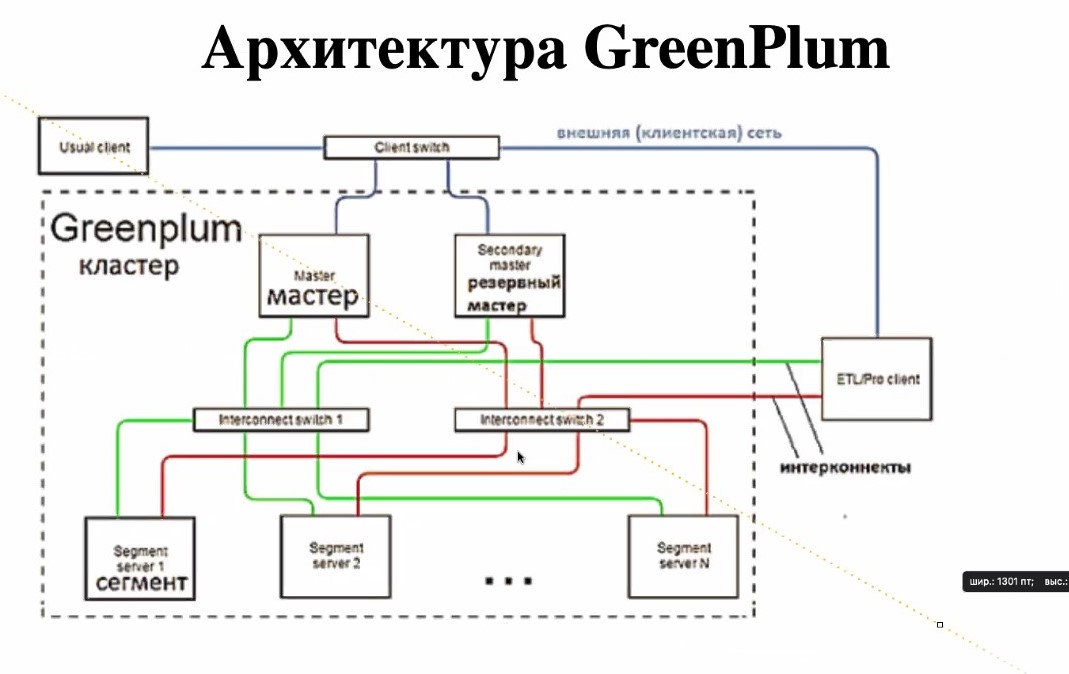 Архитектура GreenPlum
внешняя (клиентская) сеть
Usual client
Client switch
Greenplum
кластер
Master
мастер
Secondary
master
резервный
мастер
ETL/Pro client
Interconnect switch 1
Interconnect switch 2
интерконнекты
Segment
server 1
сегмент
Segment
server 2
...
Segment
server N
шир.: 1301 пт; выс.: